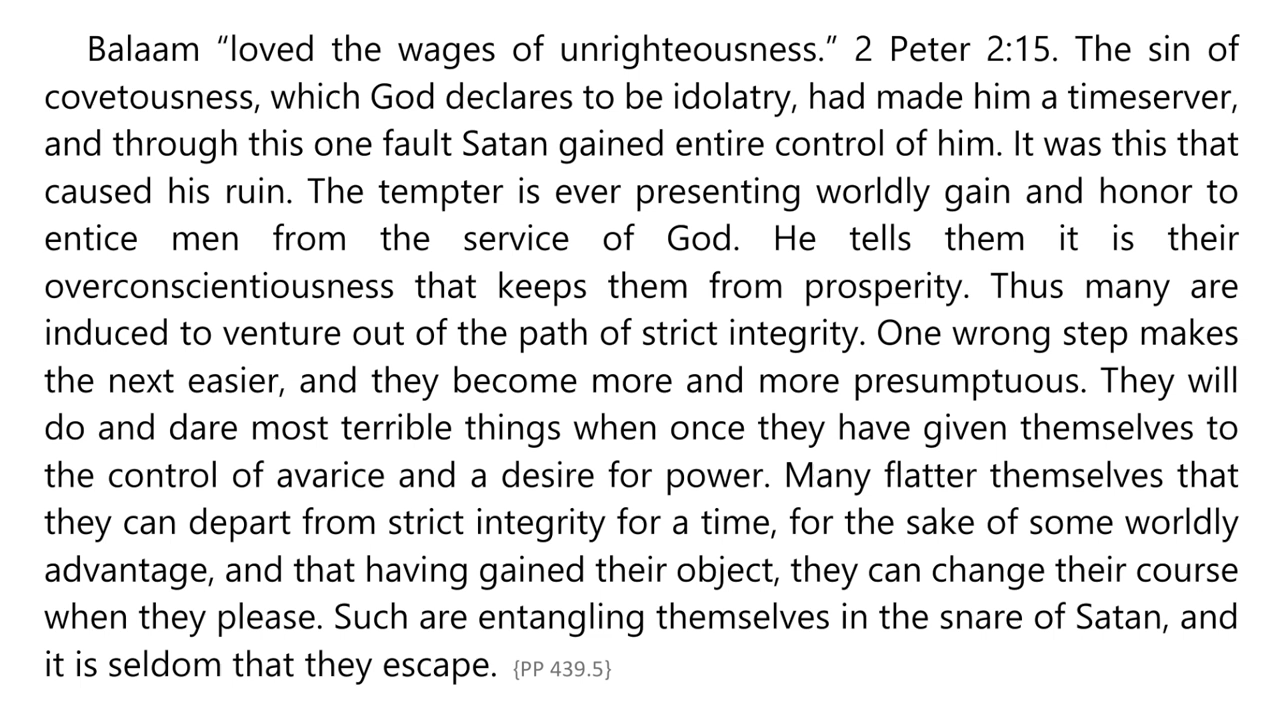 Balaam “loved the wages of unrighteousness.” 2 Peter 2:15. The sin of
covetousness, which God declares to be idolatry, had made him a timeserver,
and through this one fault Satan gained entire control of him. It was this that
caused his ruin. The tempter is ever presenting worldly gain and honor to
entice men from the service of God. He tells them it is their
overconscientiousness that keeps them from prosperity. Thus many are
induced to venture out of the path of strict integrity. One wrong step makes
the next easier, and they become more and more presumptuous. They will
do and dare most terrible things when once they have given themselves to
the control of avarice and a desire for power. Many flatter themselves that
they can depart from strict integrity for a time, for the sake of some worldly
advantage, and that having gained their object, they can change their course
when they please. Such are entangling themselves in the snare of Satan, and
it is seldom that they escape. {PP 439.5}